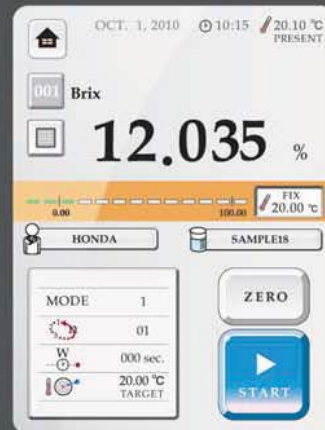 OCT. 1, 2010 10:15 20.10 °C
PRESENT
001 Brix
12.035 %
0.00 100.00
FIX
20.00 °C
HONDA SAMPLE18
MODE 1
01
W 000 sec.
20.00 °C
TARGET
ZERO
START